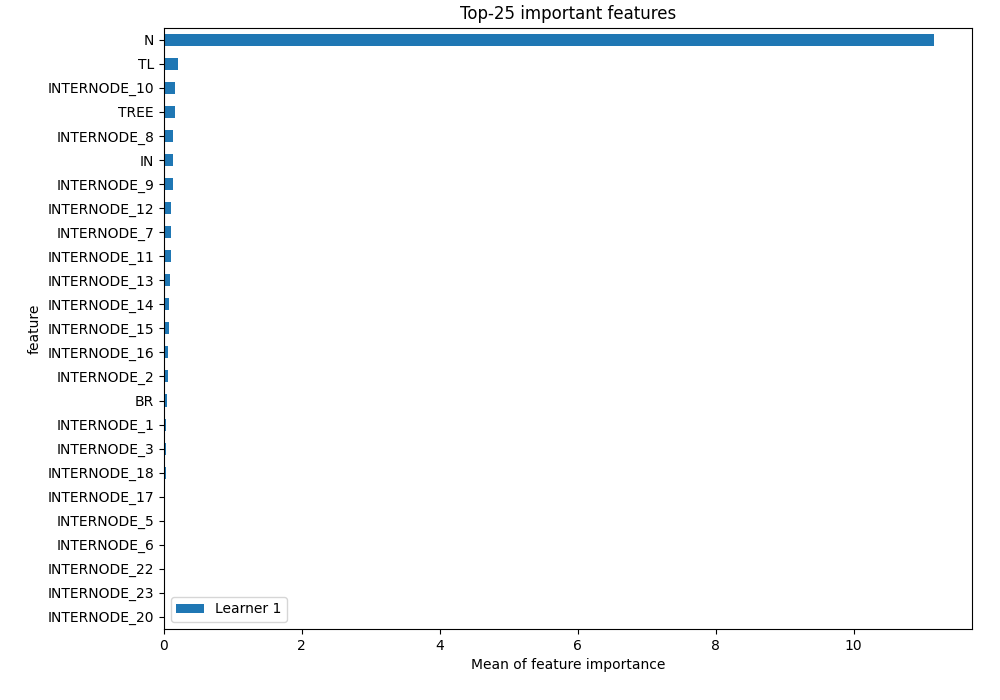 Top-25 important features
N
TL
INTERNODE_10
TREE
INTERNODE_8
IN
INTERNODE_9
INTERNODE_12
INTERNODE_7
INTERNODE_11
INTERNODE_13
INTERNODE_14
INTERNODE_15
INTERNODE_16
INTERNODE_2
BR
INTERNODE_1
INTERNODE_3
INTERNODE_18
INTERNODE_17
INTERNODE_5
INTERNODE_6
INTERNODE_22
INTERNODE_23
INTERNODE_20
feature
Learner 1
0 2 4 6 8 10
Mean of feature importance